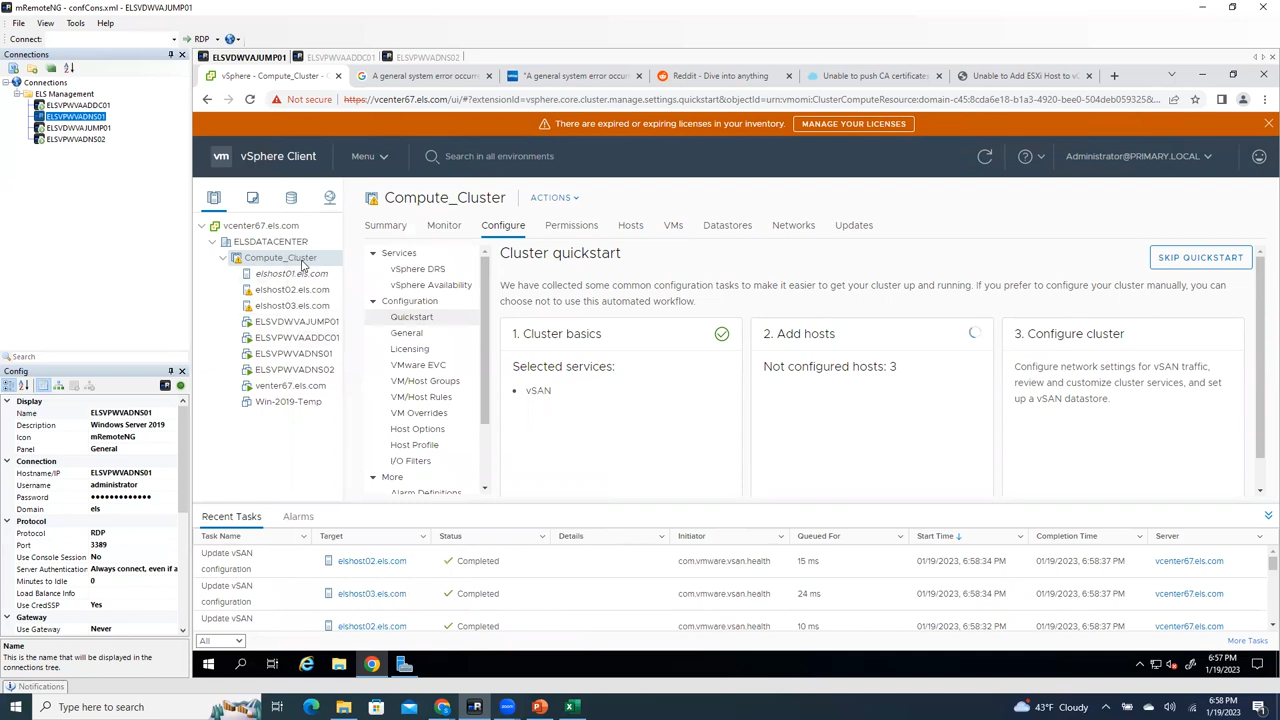 mRemoteNG - confCons.xml - ELSVDWVAJUMP01
File View Tools Help
Connect: RDP
Connections
Connections
ELS Management
ELSVPWVAADDC01
ELSVPWVADNS01
ELSVDWVAJUMP01
ELSVPWVADNS02
Search
Config
Display
Name ELSVPWVADNS01
Description Windows Server 2019
Icon mRemoteNG
Panel General
Connection
Hostname/IP ELSVPWVADNS01
Username administrator
Password ●●●●●●●●●●●●●
Domain els
Protocol
Protocol RDP
Port 3389
Use Console Session No
Server Authentication Always connect, even if a
Minutes to Idle 0
Load Balance Info
Use CredSSP Yes
Gateway
Use Gateway Never
Name
This is the name that will be displayed in the connections tree.
Notifications
ELSVDWVAJUMP01 ELSVPWVAADDC01 ELSVPWVADNS02
vSphere - Compute_Cluster - C
A general system error occurr
"A general system error occur
Reddit - Dive into anything
Unable to push CA certificates
Unable to Add ESXi Host to vC
Not secure https://vcenter67.els.com/ui/#?extensionId=vsphere.core.cluster.manage.settings.quickstart&objectId=urn:vmomi:ClusterComputeResource:domain-c45:8cda6e18-b1a3-4920-bee0-504deb059325&...
There are expired or expiring licenses in your inventory. MANAGE YOUR LICENSES
vm vSphere Client Menu Search in all environments Administrator@PRIMARY.LOCAL
vcenter67.els.com
ELSDATACENTER
Compute_Cluster
elshost01.els.com
elshost02.els.com
elshost03.els.com
ELSVDWVAJUMP01
ELSVPWVAADDC01
ELSVPWVADNS01
ELSVPWVADNS02
venter67.els.com
Win-2019-Temp
Compute_Cluster ACTIONS
Summary Monitor Configure Permissions Hosts VMs Datastores Networks Updates
Services
vSphere DRS
vSphere Availability
Configuration
Quickstart
General
Licensing
VMware EVC
VM/Host Groups
VM/Host Rules
VM Overrides
Host Options
Host Profile
I/O Filters
More
Alarm Definitions
Cluster quickstart SKIP QUICKSTART
We have collected some common configuration tasks to make it easier to get your cluster up and running. If you prefer to configure your cluster manually, you can
choose not to use this automated workflow.
1. Cluster basics
Selected services:
• vSAN
2. Add hosts
Not configured hosts: 3
3. Configure cluster
Configure network settings for vSAN traffic,
review and customize cluster services, and set
up a vSAN datastore.
Recent Tasks Alarms
Task Name Target Status Details Initiator Queued For Start Time Completion Time Server
Update vSAN configuration elshost02.els.com Completed com.vmware.vsan.health 15 ms 01/19/2023, 6:58:34 PM 01/19/2023, 6:58:37 PM vcenter67.els.com
Update vSAN configuration elshost03.els.com Completed com.vmware.vsan.health 24 ms 01/19/2023, 6:58:34 PM 01/19/2023, 6:58:37 PM vcenter67.els.com
Update vSAN elshost02.els.com Completed com.vmware.vsan.health 10 ms 01/19/2023, 6:58:32 PM 01/19/2023, 6:58:34 PM vcenter67.els.com
All More Tasks
6:57 PM
1/19/2023
Type here to search
43°F Cloudy
6:58 PM
1/19/2023